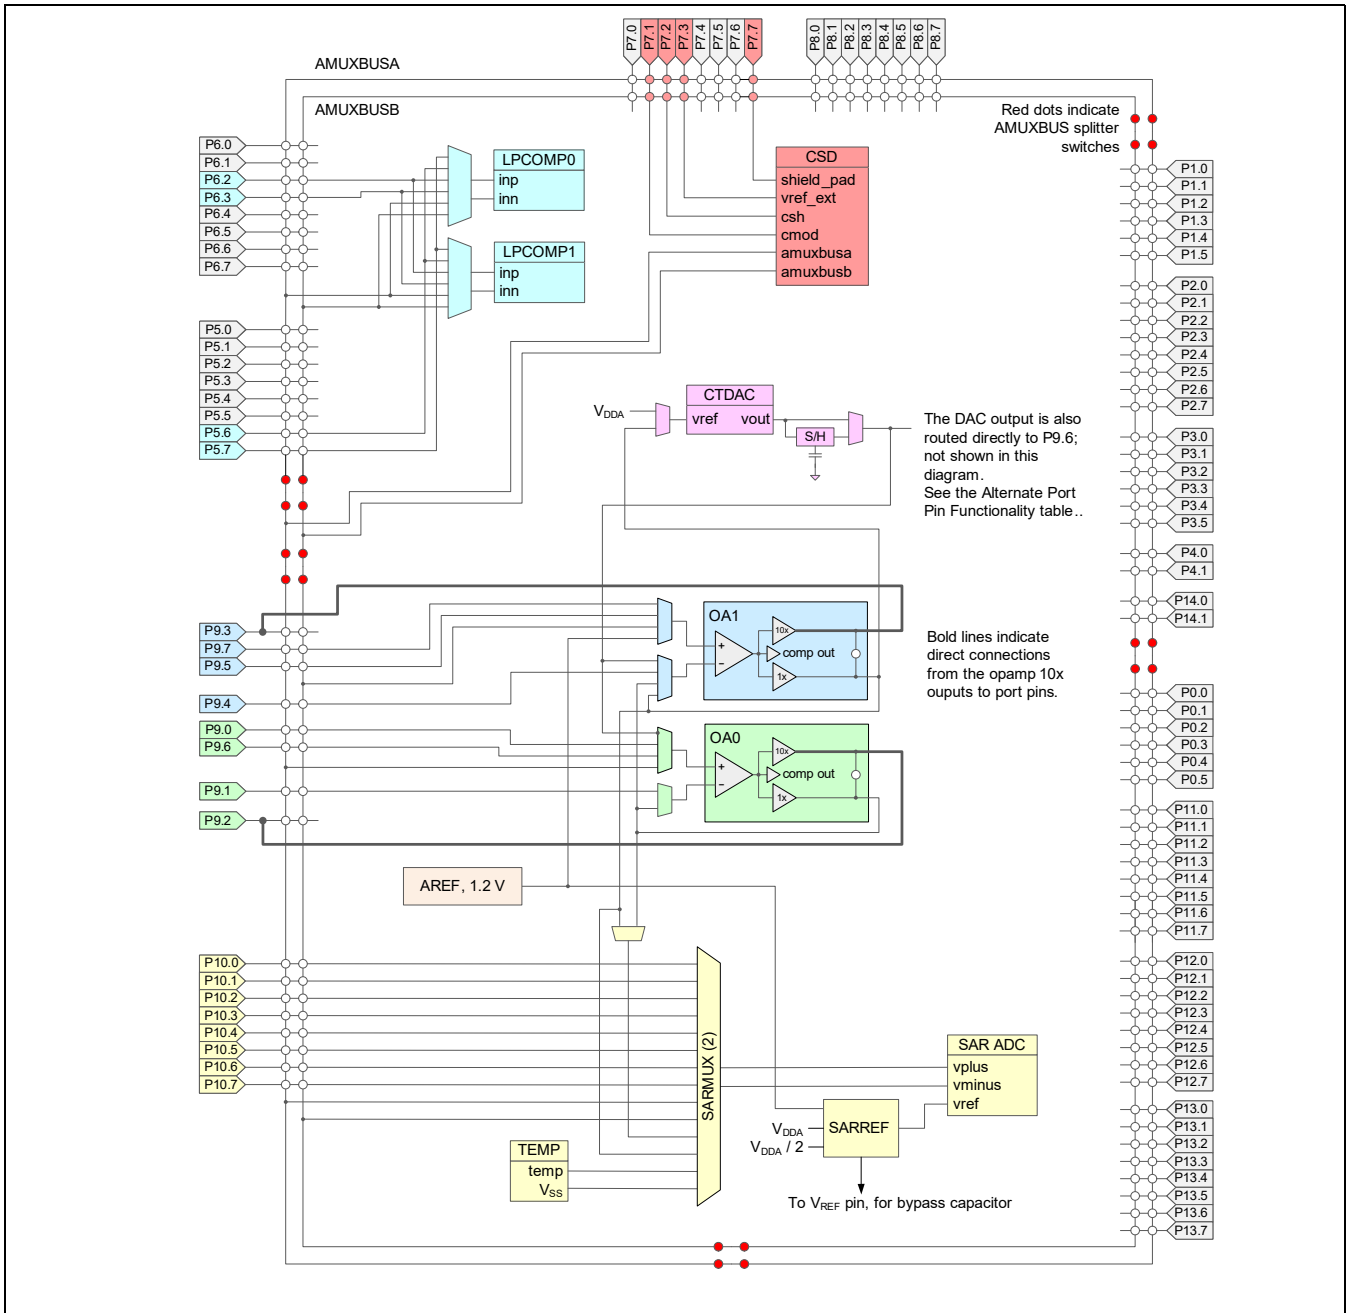 P7.0
P7.1
P7.2
P7.3
P7.4
P7.5
P7.6
P7.7
P8.0
P8.1
P8.2
P8.3
P8.4
P8.5
P8.6
P8.7
AMUXBUSA
AMUXBUSB
Red dots indicate
AMUXBUS splitter
switches
P6.0
P6.1
P6.2
P6.3
P6.4
P6.5
P6.6
P6.7
LPCOMP0
inp
inn
LPCOMP1
inp
inn
CSD
shield_pad
vref_ext
csh
cmod
amuxbusa
amuxbusb
P1.0
P1.1
P1.2
P1.3
P1.4
P1.5
P2.0
P2.1
P2.2
P2.3
P2.4
P2.5
P2.6
P2.7
P5.0
P5.1
P5.2
P5.3
P5.4
P5.5
P5.6
P5.7
VDDA
CTDAC
vref vout
S/H
The DAC output is also
routed directly to P9.6;
not shown in this
diagram.
See the Alternate Port
Pin Functionality table..
P3.0
P3.1
P3.2
P3.3
P3.4
P3.5
P4.0
P4.1
P14.0
P14.1
P9.3
P9.7
P9.5
P9.4
P9.0
P9.6
P9.1
P9.2
OA1
+
−
10x
comp out
1x
OA0
+
−
10x
comp out
1x
Bold lines indicate
direct connections
from the opamp 10x
ouputs to port pins.
P0.0
P0.1
P0.2
P0.3
P0.4
P0.5
P11.0
P11.1
P11.2
P11.3
P11.4
P11.5
P11.6
P11.7
AREF, 1.2 V
P10.0
P10.1
P10.2
P10.3
P10.4
P10.5
P10.6
P10.7
SARMUX (2)
SAR ADC
vplus
vminus
vref
VDDA
VDDA / 2
SARREF
To VREF pin, for bypass capacitor
TEMP
temp
VSS
P12.0
P12.1
P12.2
P12.3
P12.4
P12.5
P12.6
P12.7
P13.0
P13.1
P13.2
P13.3
P13.4
P13.5
P13.6
P13.7